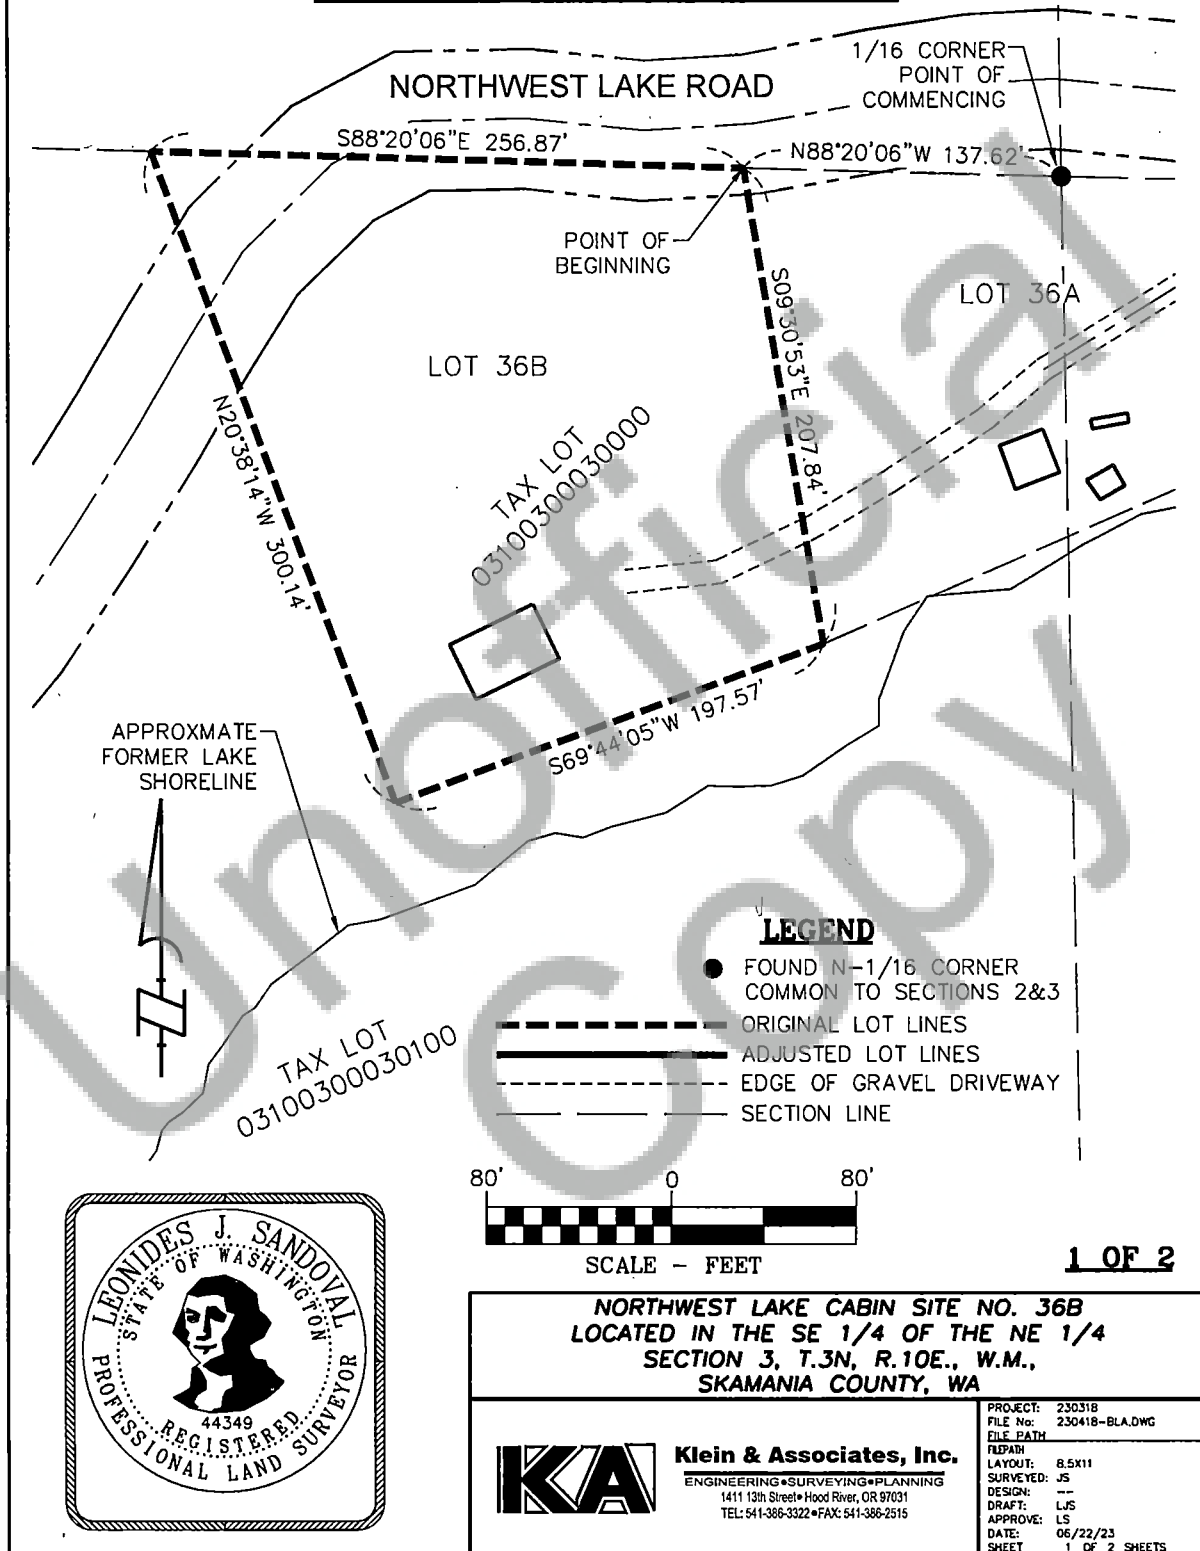 1/16 CORNER
POINT OF
COMMENCING
NORTHWEST LAKE ROAD
S88°20'06"E 256.87'
N88°20'06"W 137.62'
POINT OF
BEGINNING
S09°30'53"E 207.84'
LOT 36A
LOT 36B
N20°38'14"W 300.14'
TAX LOT
03100300030000
S69°44'05"W 197.57'
APPROXMATE
FORMER LAKE
SHORELINE
Unofficial
Copy
TAX LOT
03100300030100
LEGEND
FOUND N-1/16 CORNER
COMMON TO SECTIONS 2&3
ORIGINAL LOT LINES
ADJUSTED LOT LINES
EDGE OF GRAVEL DRIVEWAY
SECTION LINE
80' 0 80'
SCALE - FEET
1 OF 2
LEONIDES J. SANDOVAL
STATE OF WASHINGTON
44349
REGISTERED
PROFESSIONAL LAND SURVEYOR
NORTHWEST LAKE CABIN SITE NO. 36B
LOCATED IN THE SE 1/4 OF THE NE 1/4
SECTION 3, T.3N, R.10E., W.M.,
SKAMANIA COUNTY, WA
KA
Klein & Associates, Inc.
ENGINEERING•SURVEYING•PLANNING
1411 13th Street• Hood River, OR 97031
TEL: 541-386-3322•FAX: 541-386-2515
PROJECT: 230318
FILE No: 230418-BLA.DWG
FILE PATH
FILEPATH
LAYOUT: 8.5X11
SURVEYED: JS
DESIGN: --
DRAFT: LJS
APPROVE: LS
DATE: 06/22/23
SHEET 1 OF 2 SHEETS